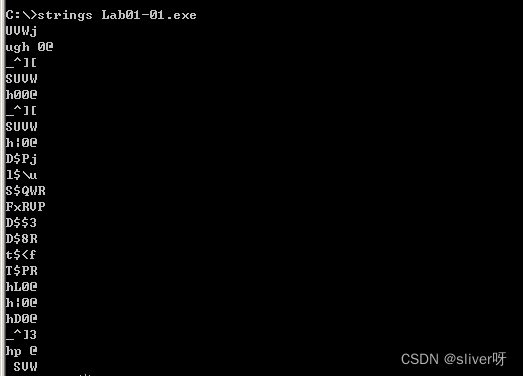 C:\>strings Lab01-01.exe
UVWj
ugh 0@
_^][
SUVW
h00@
_^][
SUVW
h¦0@
D$Pj
l$\u
S$QWR
FxRVP
D$$3
D$8R
t$<f
T$PR
hL0@
h¦0@
hD0@
_^]3
hp @
SVW
CSDN @sliver呀